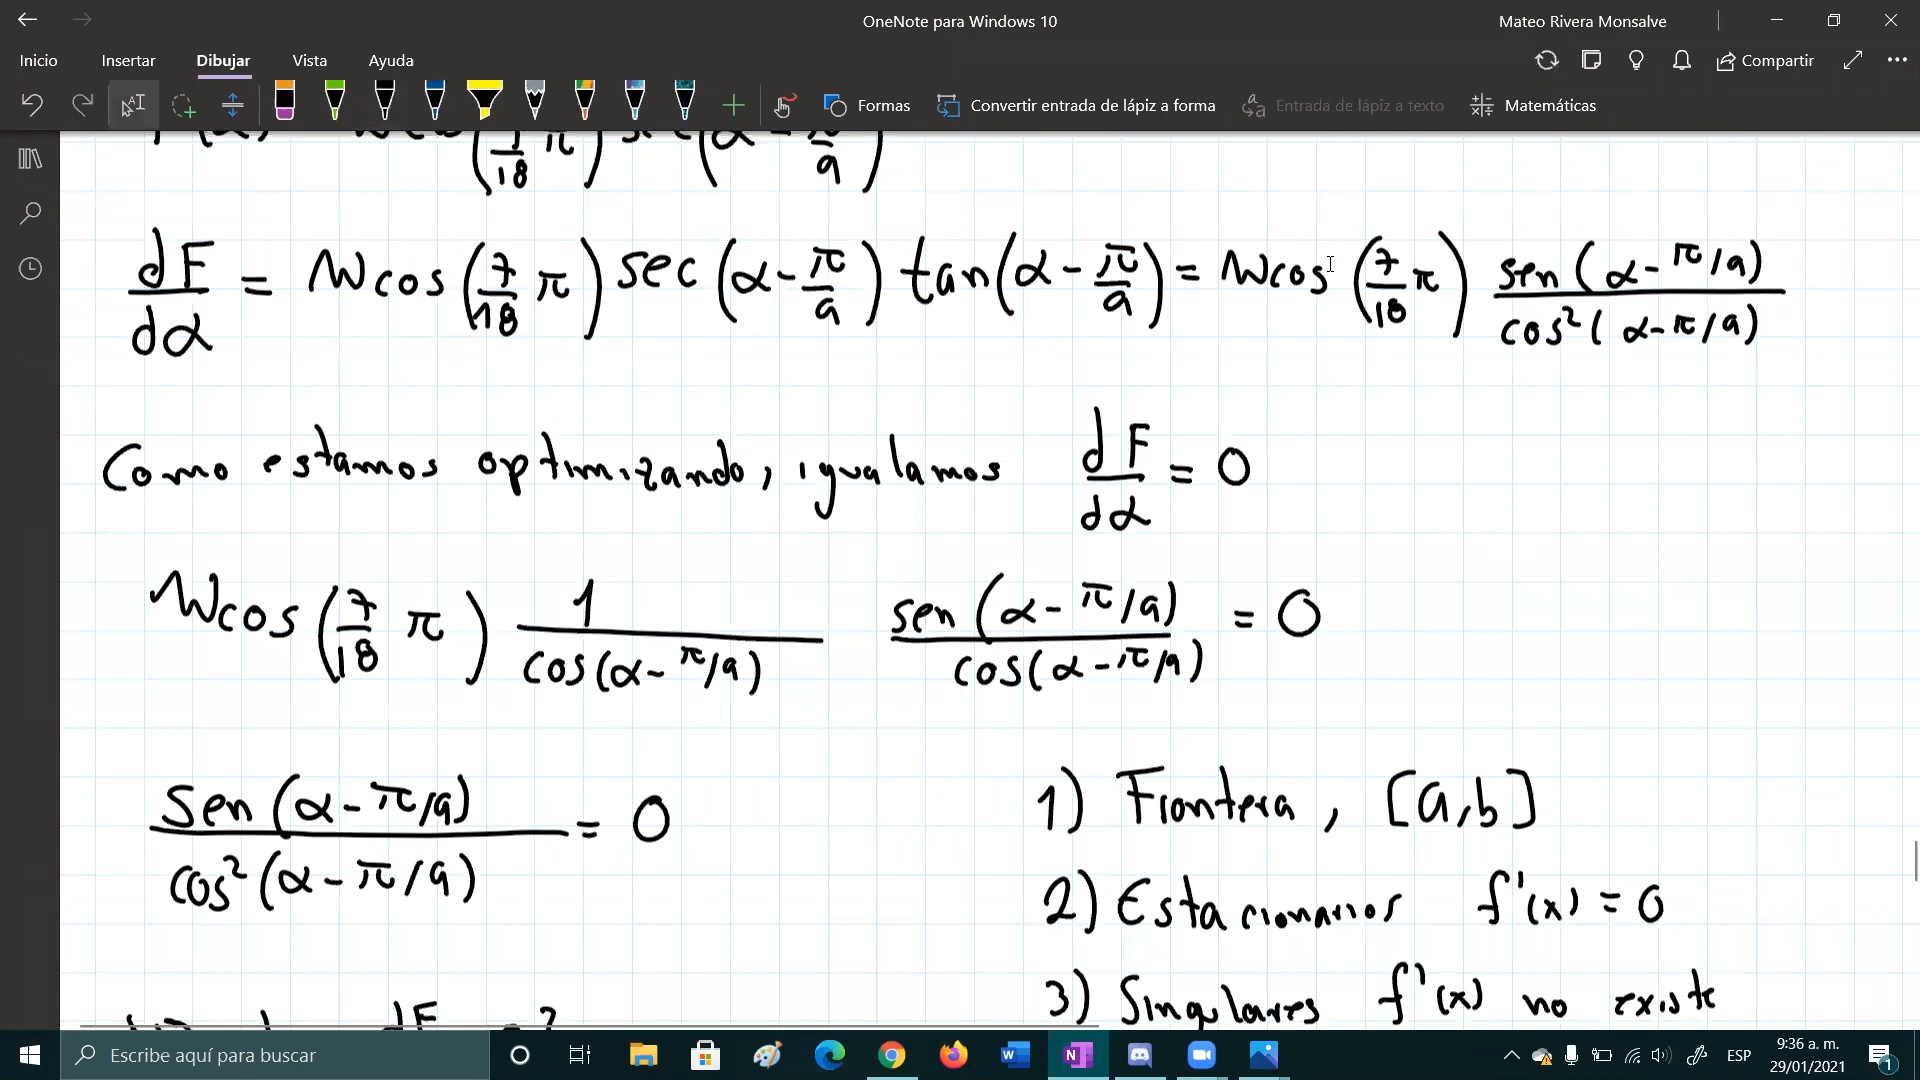 OneNote para Windows 10
Mateo Rivera Monsalve
Inicio Insertar Dibujar Vista Ayuda
Compartir
Formas Convertir entrada de lápiz a forma Entrada de lápiz a texto Matemáticas
(7/18 π) (α - π/9)
dF/dα = Wcos(7/18 π) sec(α - π/9) tan(α - π/9) = Wcos(7/18 π) sen(α - π/9)/cos²(α - π/9)
Como estamos optimizando, igualamos dF/dα = 0
Wcos(7/18 π) 1/cos(α - π/9) sen(α - π/9)/cos(α - π/9) = 0
sen(α - π/9)/cos²(α - π/9) = 0
1) Frontera, [a,b]
2) Estacionarios f'(x) = 0
3) Singulares f'(x) no existe
Escribe aquí para buscar
ESP
9:36 a. m.
29/01/2021
1